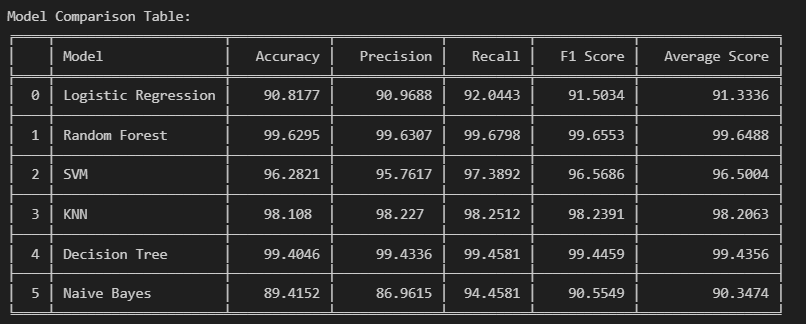 Model Comparison Table:
Model Accuracy Precision Recall F1 Score Average Score
0 Logistic Regression 90.8177 90.9688 92.0443 91.5034 91.3336
1 Random Forest 99.6295 99.6307 99.6798 99.6553 99.6488
2 SVM 96.2821 95.7617 97.3892 96.5686 96.5004
3 KNN 98.108 98.227 98.2512 98.2391 98.2063
4 Decision Tree 99.4046 99.4336 99.4581 99.4459 99.4356
5 Naive Bayes 89.4152 86.9615 94.4581 90.5549 90.3474